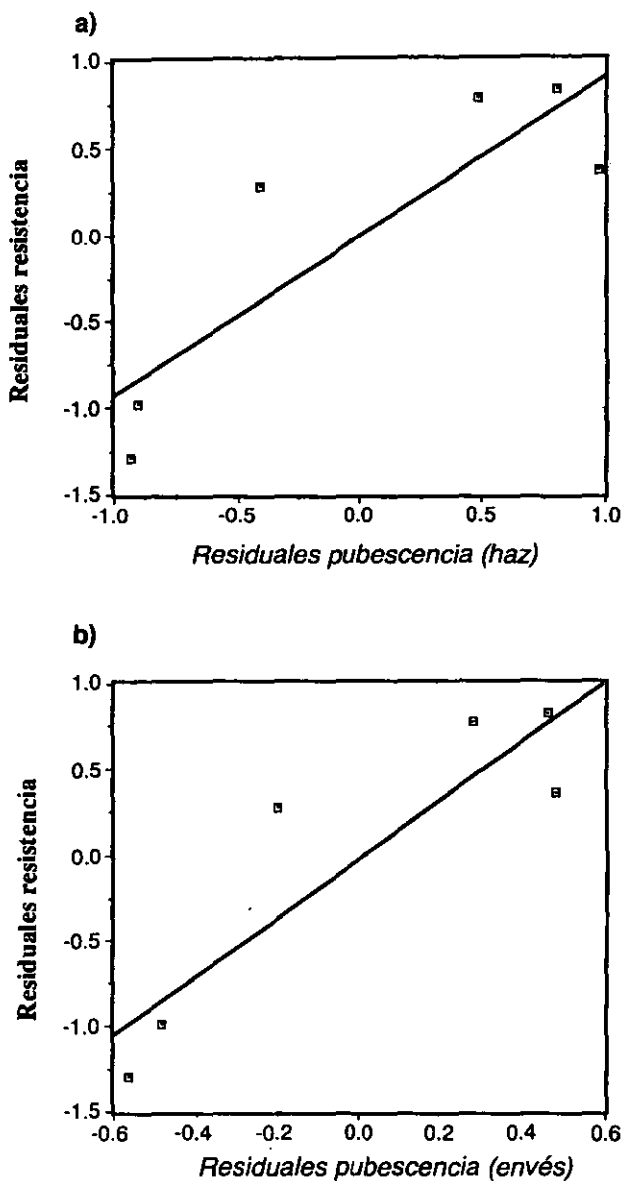 a)
1.0
0.5
0.0
-0.5
-1.0
-1.5
Residuales resistencia
-1.0 -0.5 0.0 0.5 1.0
Residuales pubescencia (haz)
b)
1.0
0.5
0.0
-0.5
-1.0
-1.5
Residuales resistencia
-0.6 -0.4 -0.2 0.0 0.2 0.4 0.6
Residuales pubescencia (envés)